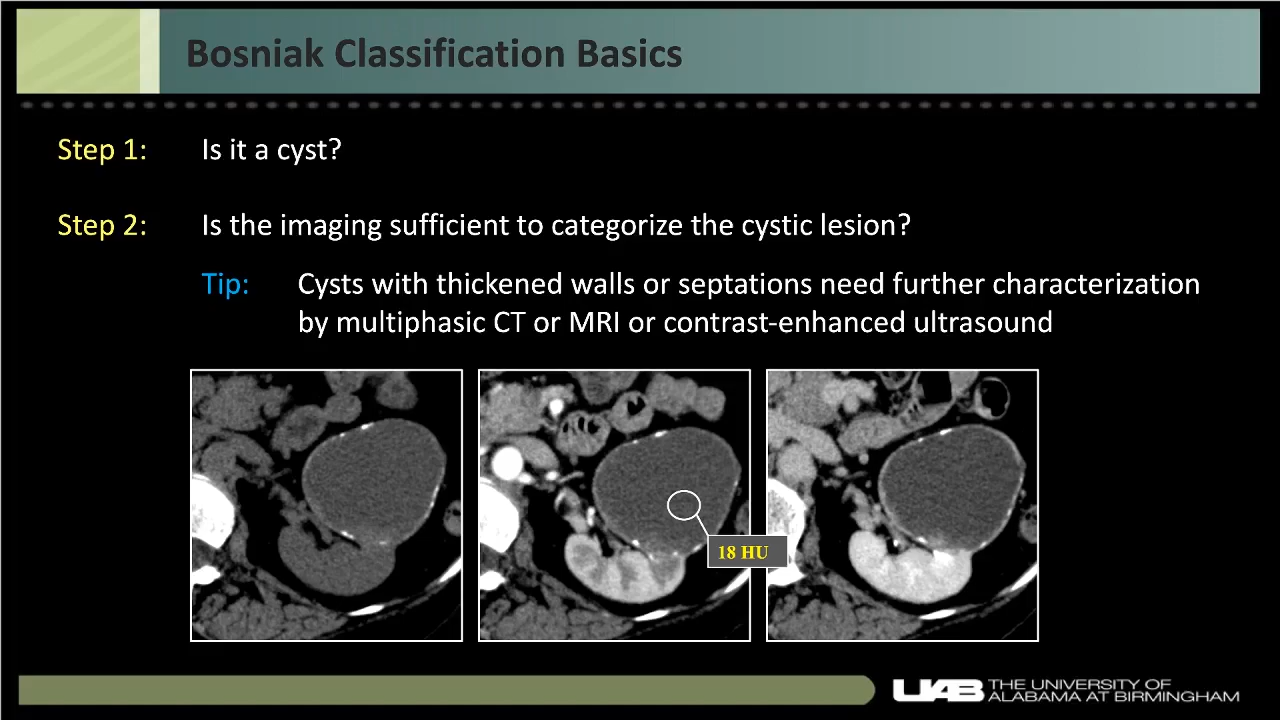 Bosniak Classification Basics
Step 1: Is it a cyst?
Step 2: Is the imaging sufficient to categorize the cystic lesion?
Tip: Cysts with thickened walls or septations need further characterization
by multiphasic CT or MRI or contrast-enhanced ultrasound
18 HU
UAB THE UNIVERSITY OF
ALABAMA AT BIRMINGHAM